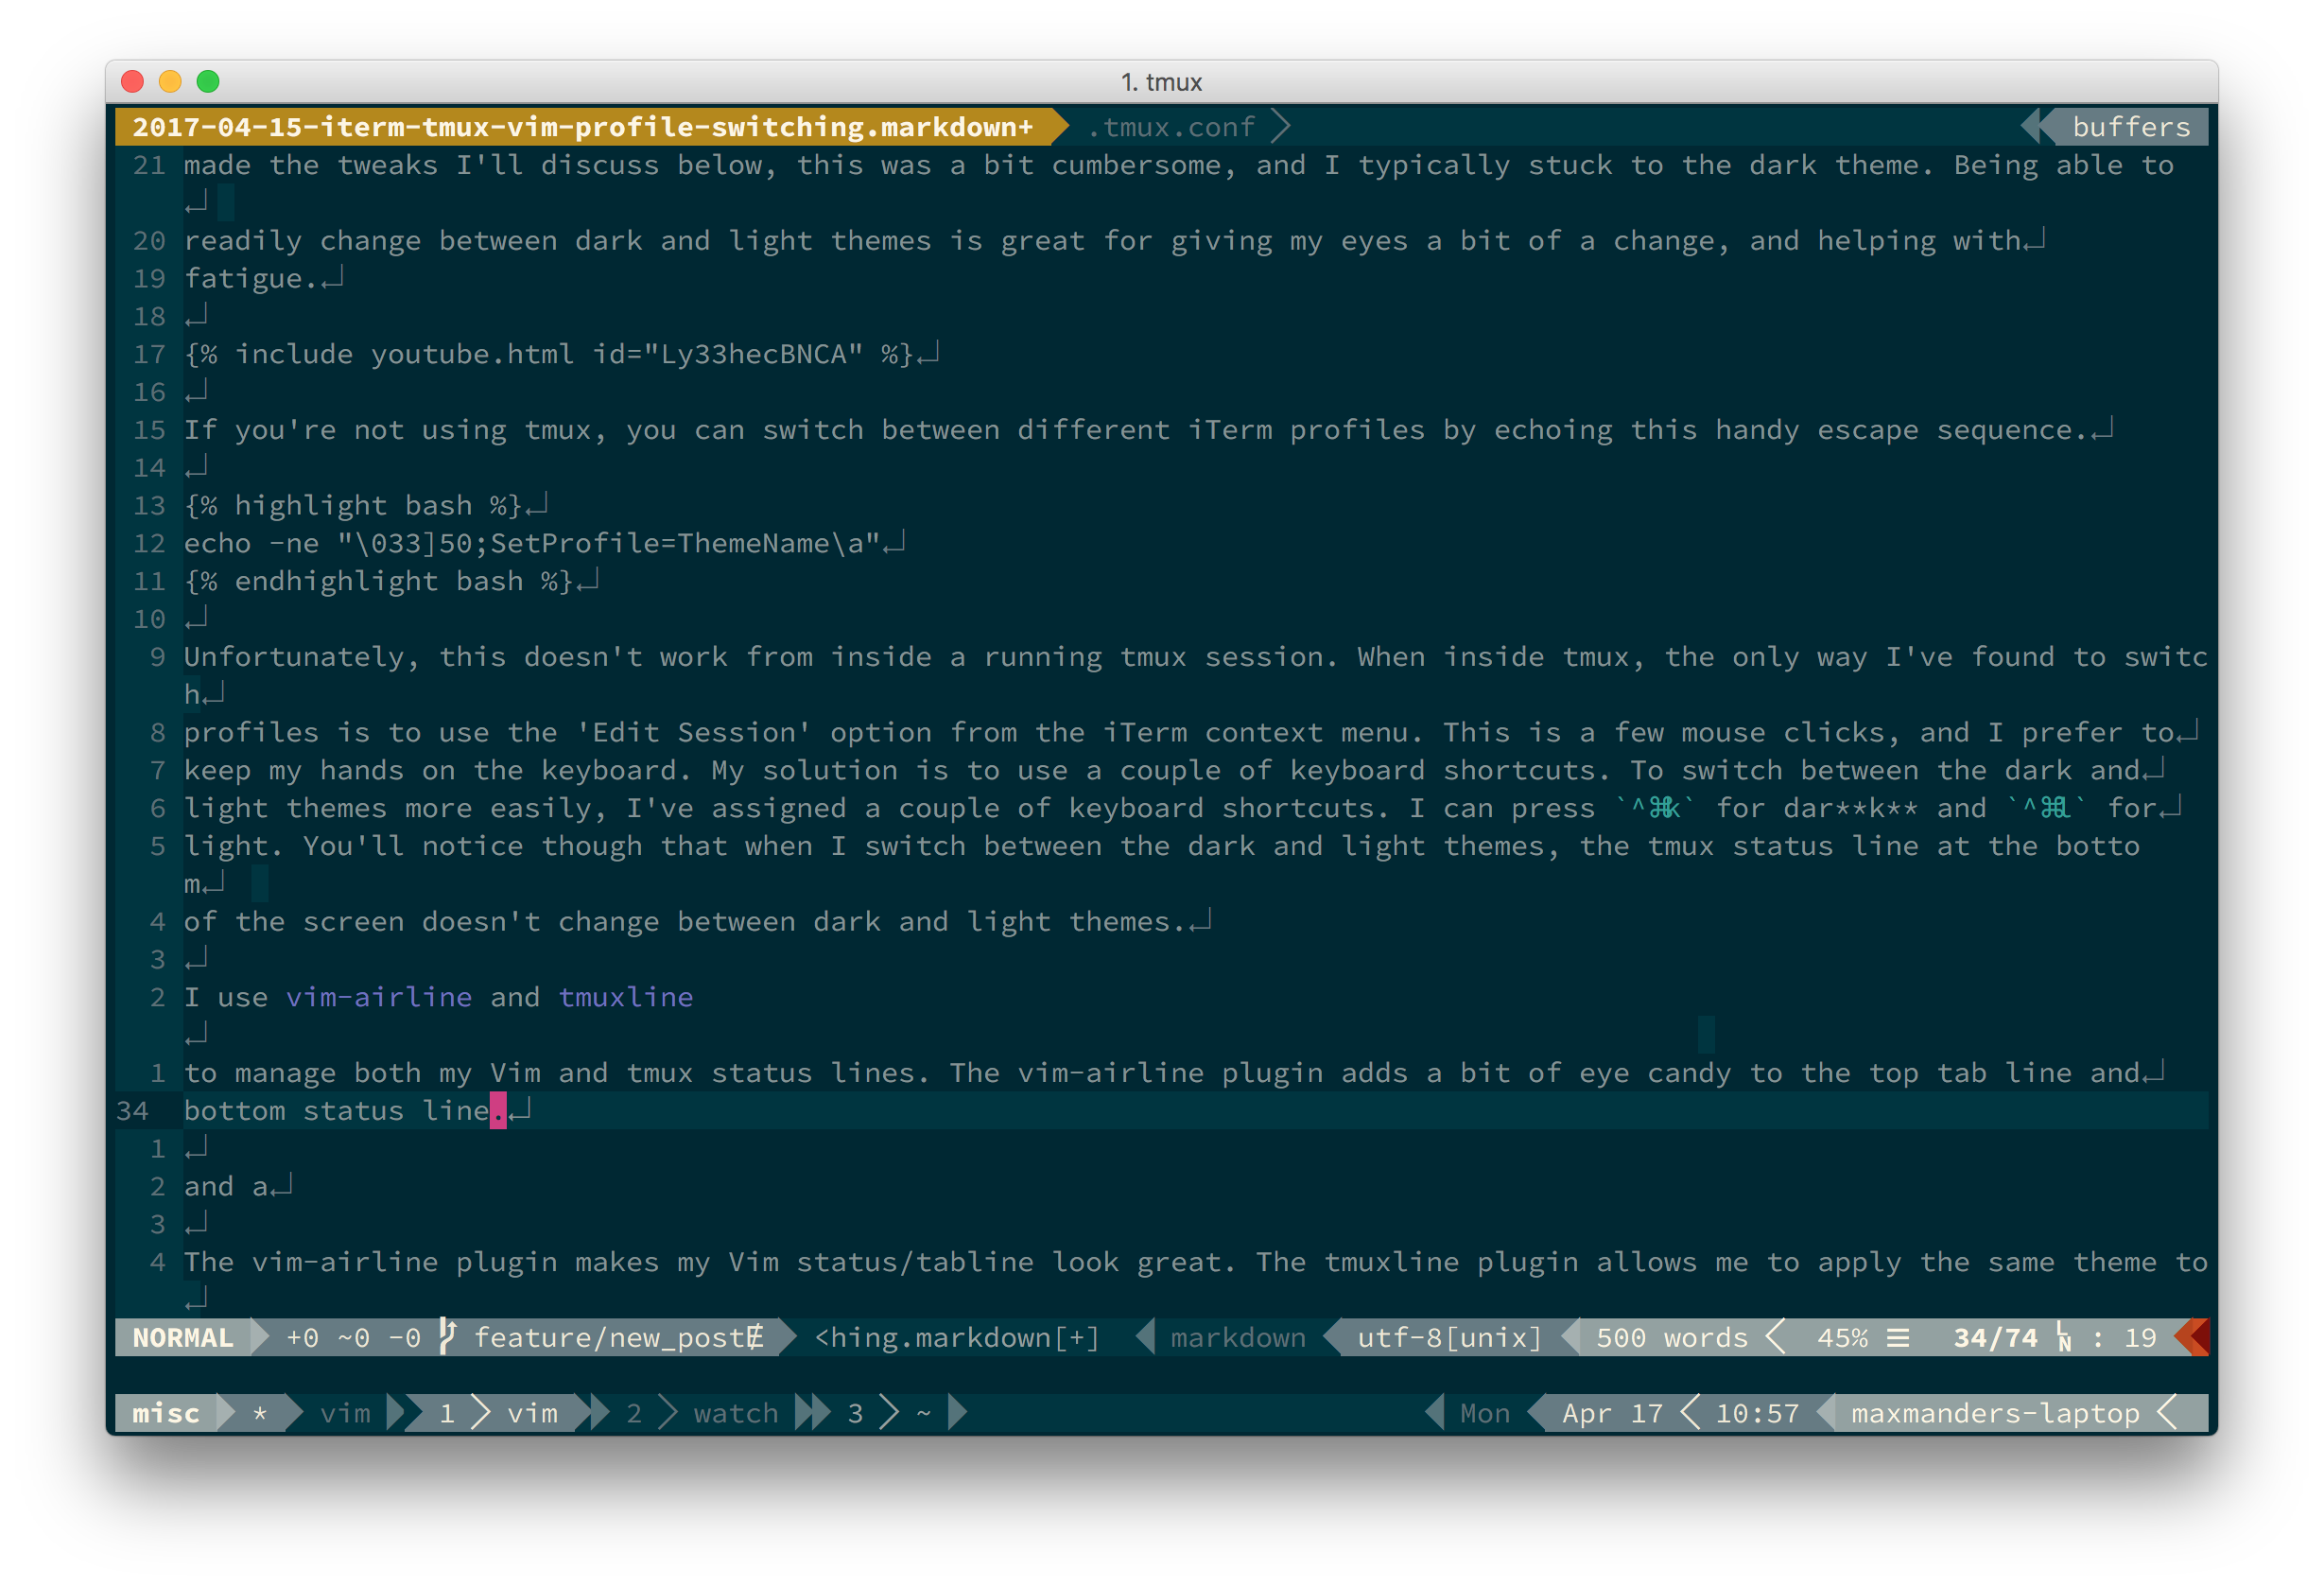 1. tmux
2017-04-15-iterm-tmux-vim-profile-switching.markdown+ .tmux.conf buffers
21 made the tweaks I'll discuss below, this was a bit cumbersome, and I typically stuck to the dark theme. Being able to
20 readily change between dark and light themes is great for giving my eyes a bit of a change, and helping with
19 fatigue.
18
17 {% include youtube.html id="Ly33hecBNCA" %}
16
15 If you're not using tmux, you can switch between different iTerm profiles by echoing this handy escape sequence.
14
13 {% highlight bash %}
12 echo -ne "\033]50;SetProfile=ThemeName\a"
11 {% endhighlight bash %}
10
9 Unfortunately, this doesn't work from inside a running tmux session. When inside tmux, the only way I've found to switc
h
8 profiles is to use the 'Edit Session' option from the iTerm context menu. This is a few mouse clicks, and I prefer to
7 keep my hands on the keyboard. My solution is to use a couple of keyboard shortcuts. To switch between the dark and
6 light themes more easily, I've assigned a couple of keyboard shortcuts. I can press `^⌘k` for dar**k** and `^⌘l` for
5 light. You'll notice though that when I switch between the dark and light themes, the tmux status line at the botto
m
4 of the screen doesn't change between dark and light themes.
3
2 I use vim-airline and tmuxline
1 to manage both my Vim and tmux status lines. The vim-airline plugin adds a bit of eye candy to the top tab line and
34 bottom status line.
1
2 and a
3
4 The vim-airline plugin makes my Vim status/tabline look great. The tmuxline plugin allows me to apply the same theme to
NORMAL +0 ~0 -0 feature/new_postɆ <hing.markdown[+] markdown utf-8[unix] 500 words 45% ☰ 34/74 LN : 19
misc * vim 1 vim 2 watch 3 ~ Mon Apr 17 10:57 maxmanders-laptop